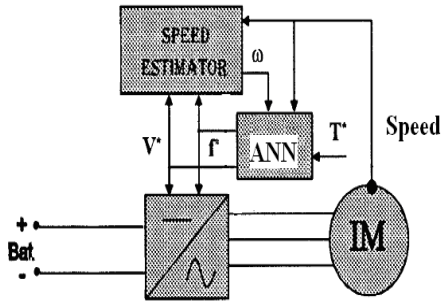 SPEED
ESTIMATOR
ω
V*
f*
ANN
T*
Speed
+
Bat.
-
IM